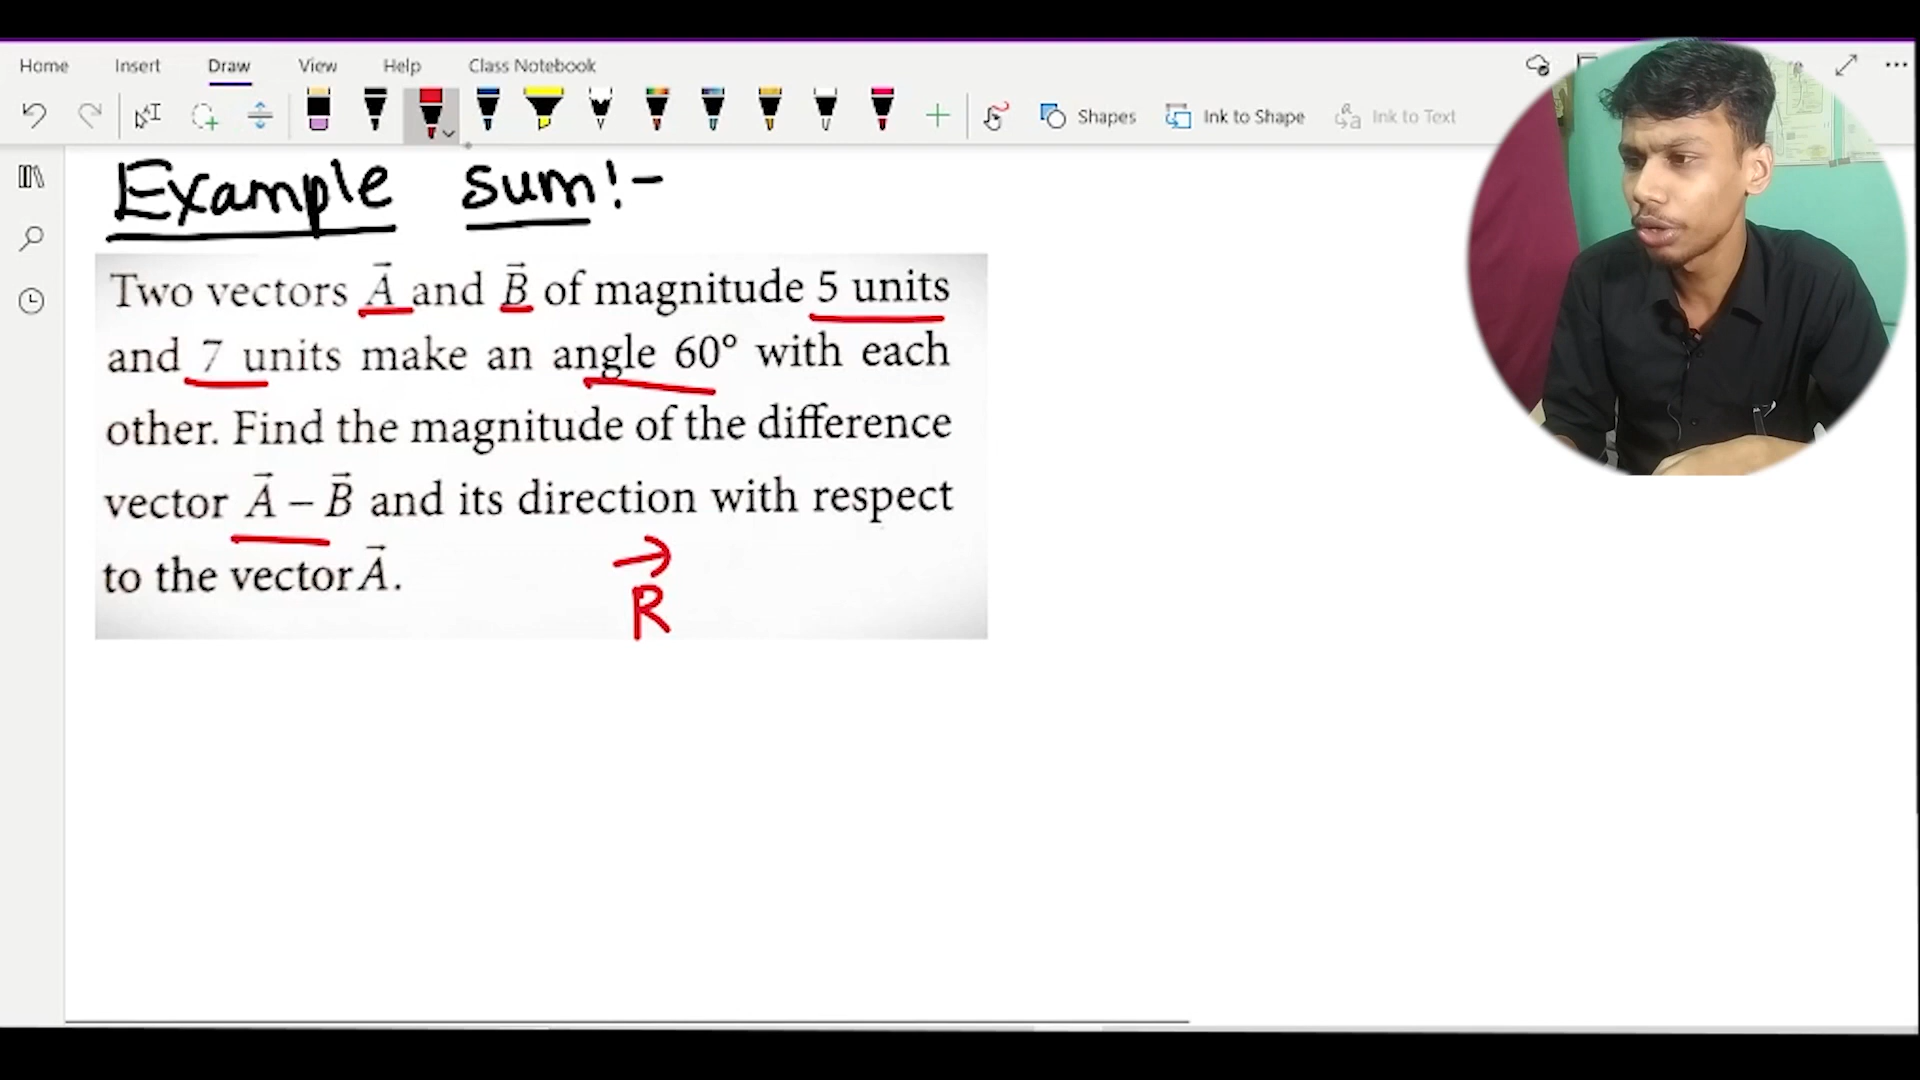 Home Insert Draw View Help Class Notebook
Shapes Ink to Shape Ink to Text
Example Sum:-
Two vectors A⃗ and B⃗ of magnitude 5 units
and 7 units make an angle 60° with each
other. Find the magnitude of the difference
vector A⃗ – B⃗ and its direction with respect
to the vector A⃗.
R⃗